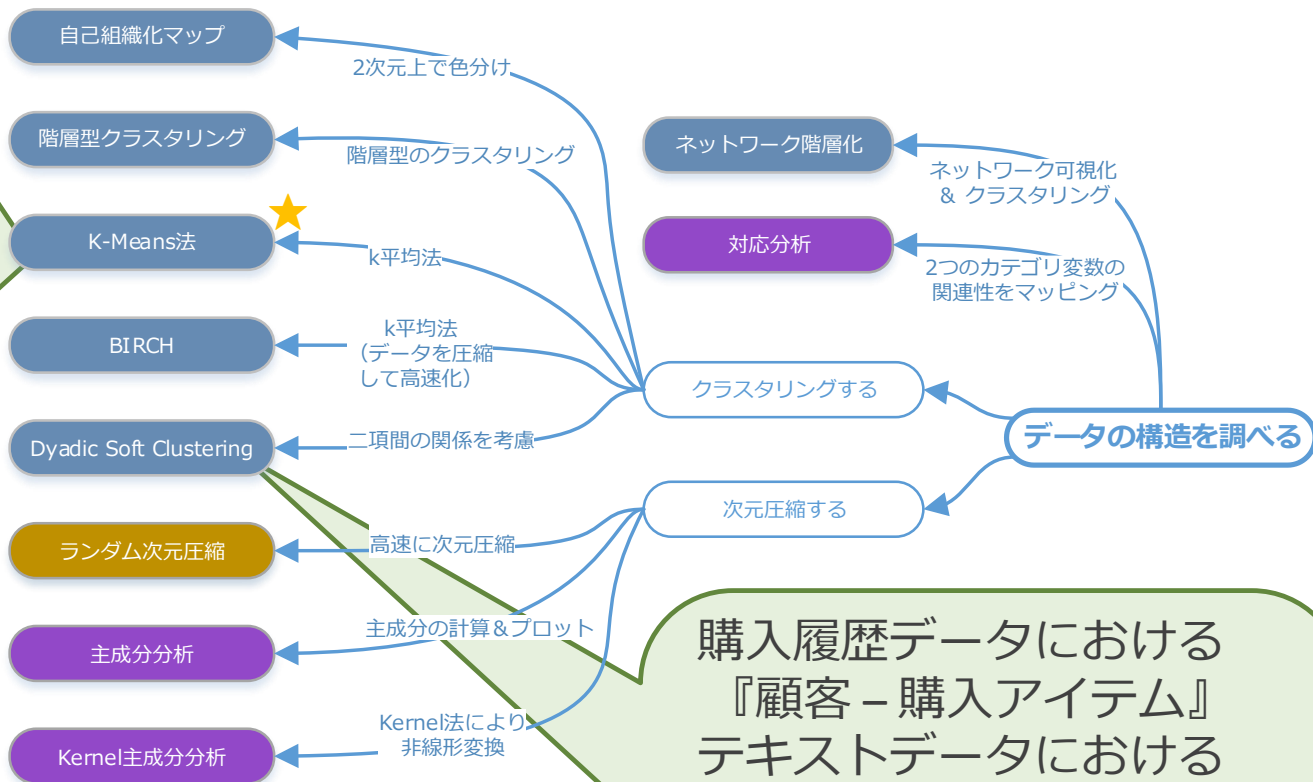 自己組織化マップ
2次元上で色分け
階層型クラスタリング
階層型のクラスタリング
K-Means法
k平均法
BIRCH
k平均法
（データを圧縮
して高速化）
Dyadic Soft Clustering
二項間の関係を考慮
ランダム次元圧縮
高速に次元圧縮
主成分分析
主成分の計算＆プロット
Kernel主成分分析
Kernel法により
非線形変換
ネットワーク階層化
ネットワーク可視化
& クラスタリング
対応分析
2つのカテゴリ変数の
関連性をマッピング
クラスタリングする
データの構造を調べる
次元圧縮する
購入履歴データにおける
『顧客 – 購入アイテム』
テキストデータにおける